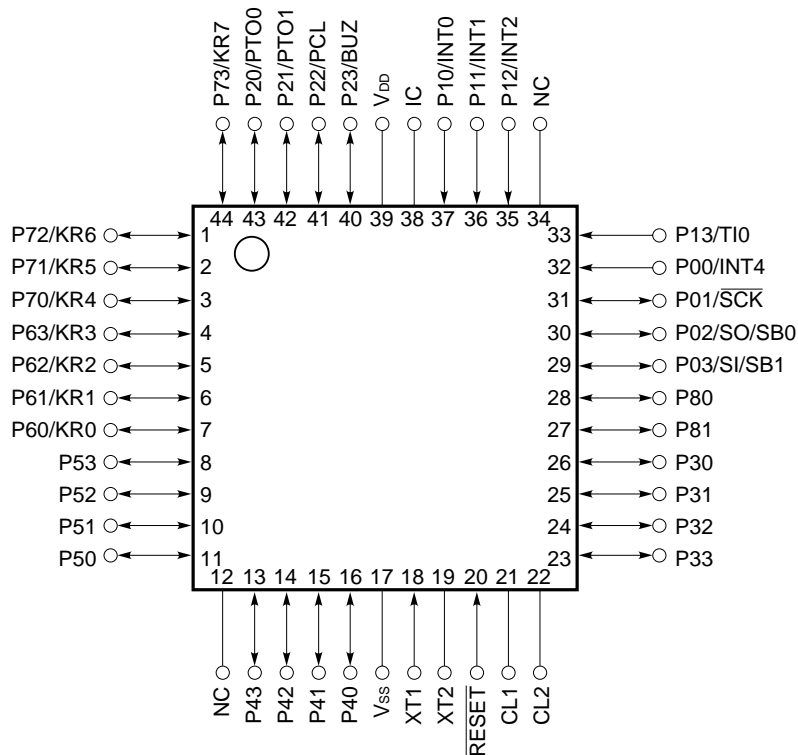 P73/KR7
P20/PTO0
P21/PTO1
P22/PCL
P23/BUZ
VDD
IC
P10/INT0
P11/INT1
P12/INT2
NC
44 43 42 41 40 39 38 37 36 35 34
P72/KR6 1 33 P13/TI0
P71/KR5 2 32 P00/INT4
P70/KR4 3 31 P01/S̅C̅K̅
P63/KR3 4 30 P02/SO/SB0
P62/KR2 5 29 P03/SI/SB1
P61/KR1 6 28 P80
P60/KR0 7 27 P81
P53 8 26 P30
P52 9 25 P31
P51 10 24 P32
P50 11 23 P33
12 13 14 15 16 17 18 19 20 21 22
NC
P43
P42
P41
P40
VSS
XT1
XT2
R̅E̅S̅E̅T̅
CL1
CL2